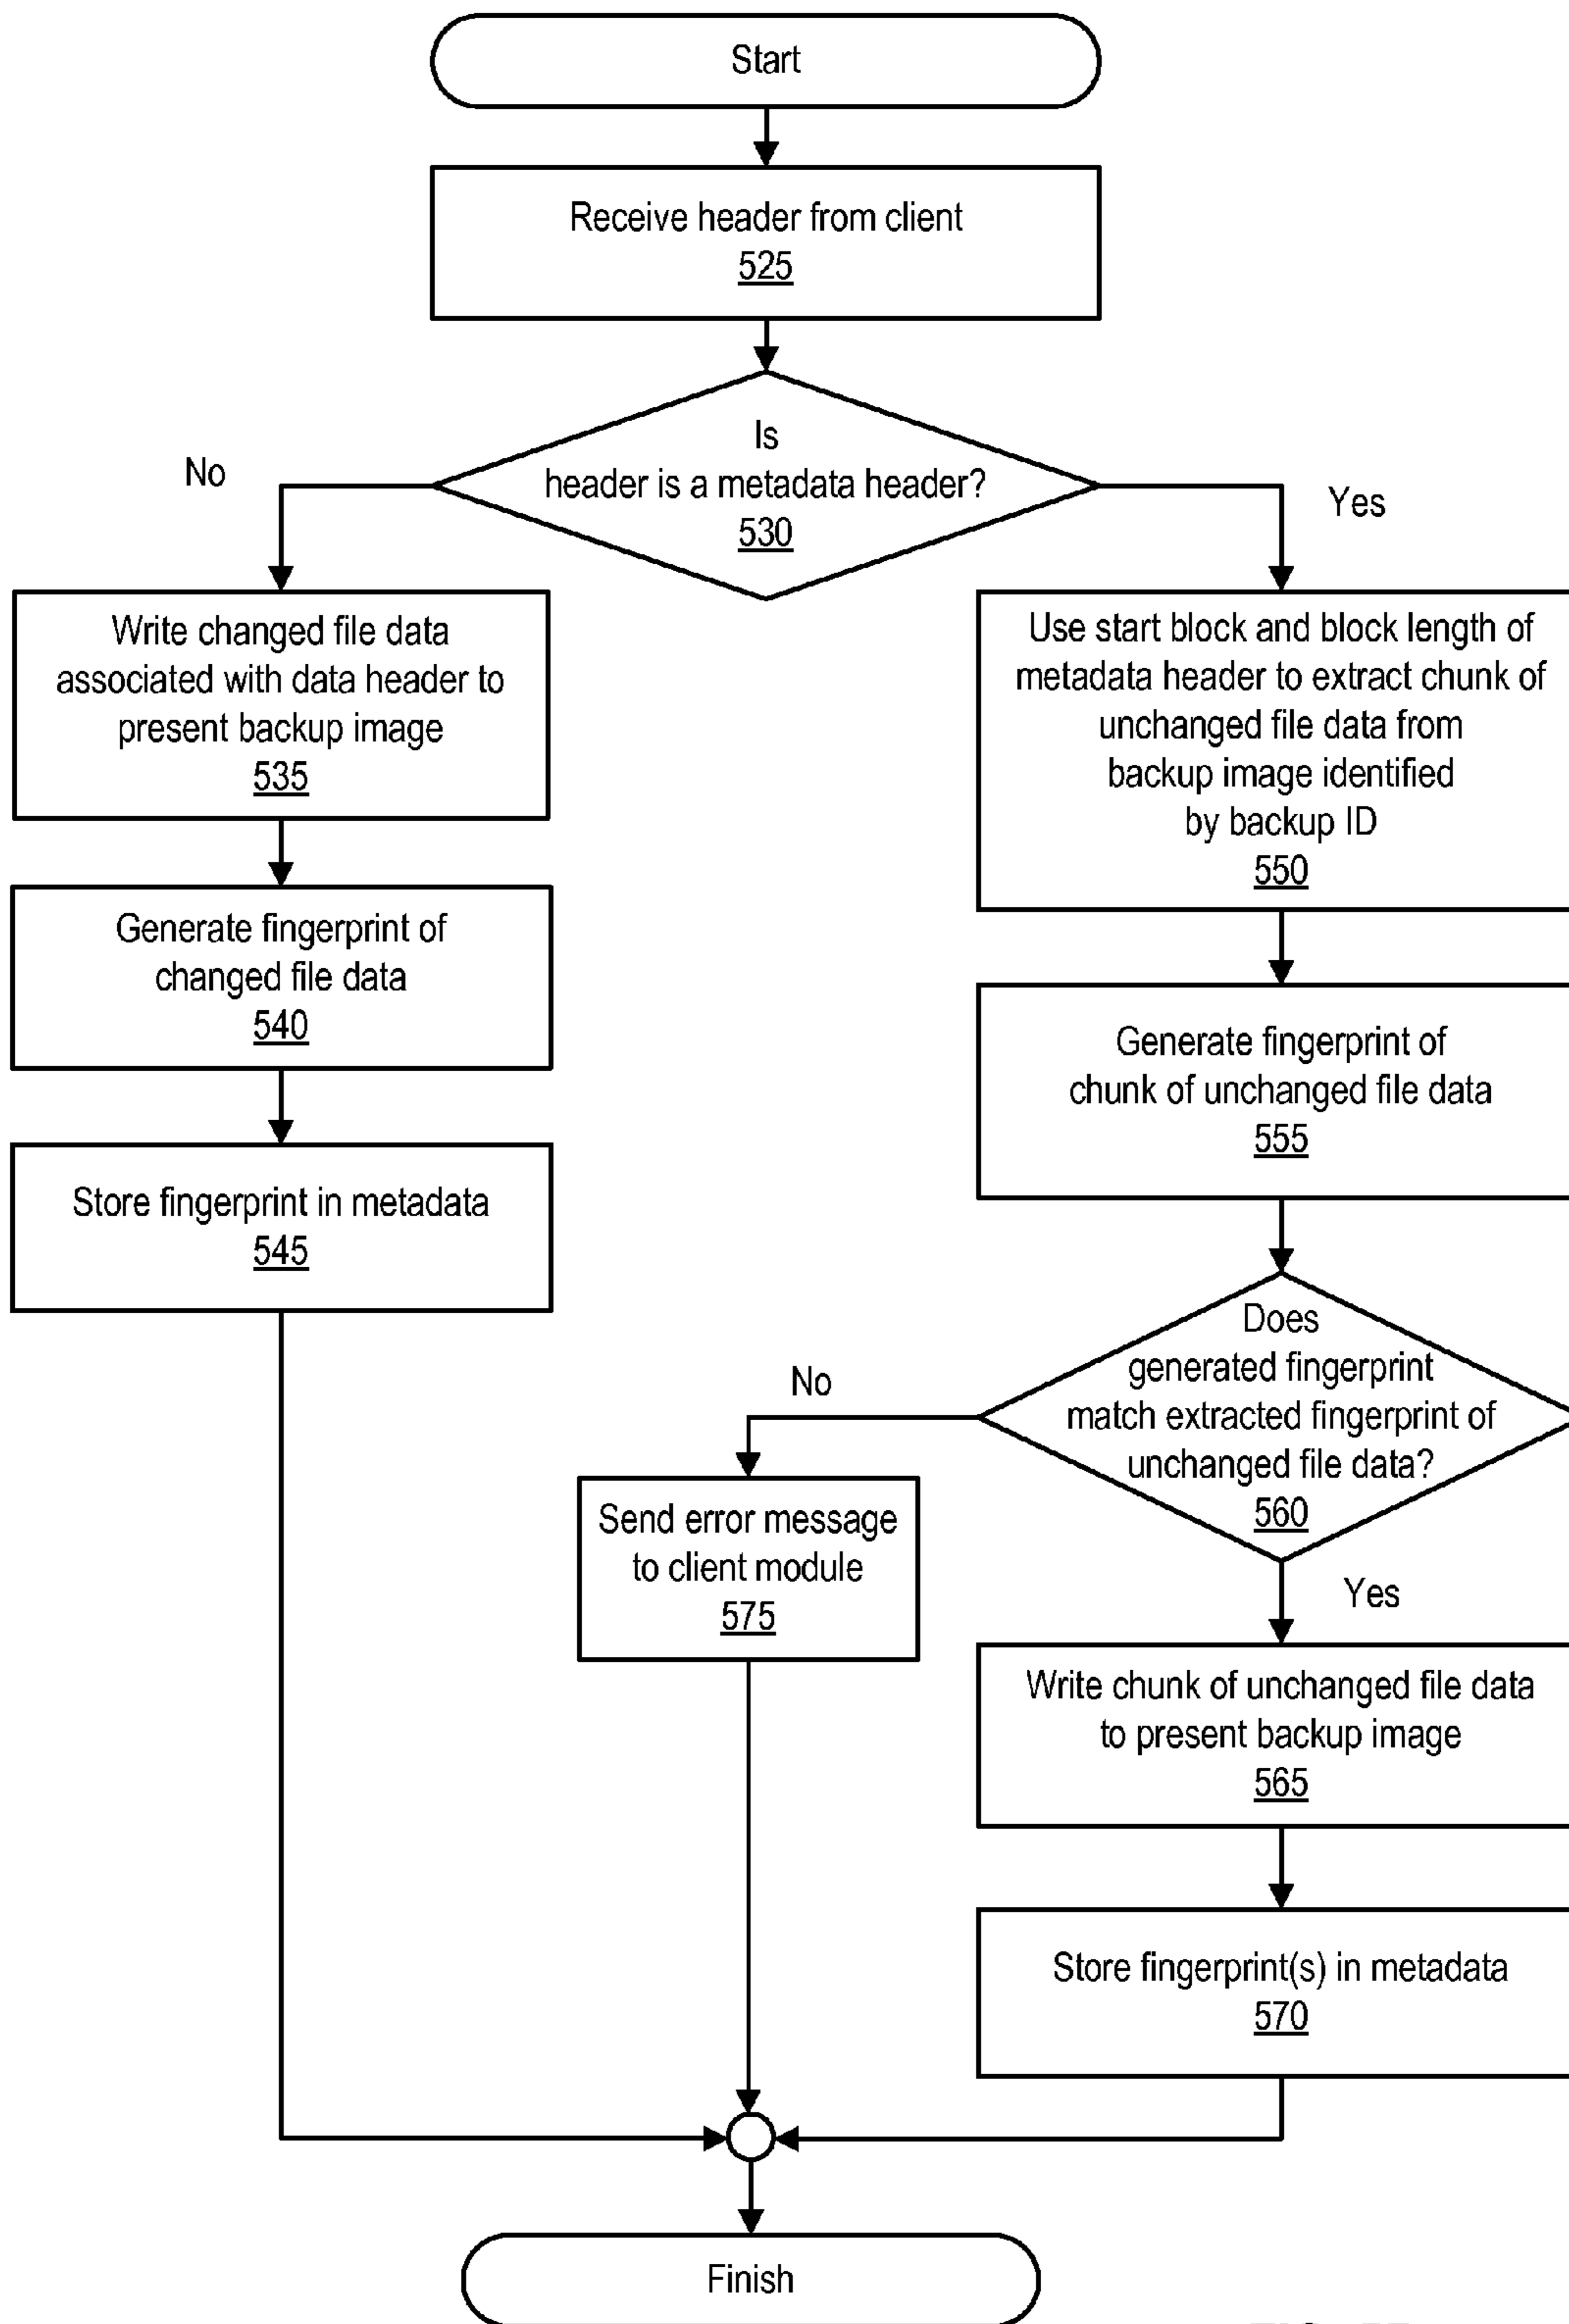 Start
Receive header from client
525
Is
header is a metadata header?
530
No
Yes
Write changed file data
associated with data header to
present backup image
535
Use start block and block length of
metadata header to extract chunk of
unchanged file data from
backup image identified
by backup ID
550
Generate fingerprint of
changed file data
540
Generate fingerprint of
chunk of unchanged file data
555
Store fingerprint in metadata
545
Does
generated fingerprint
match extracted fingerprint of
unchanged file data?
560
No
Yes
Send error message
to client module
575
Write chunk of unchanged file data
to present backup image
565
Store fingerprint(s) in metadata
570
Finish